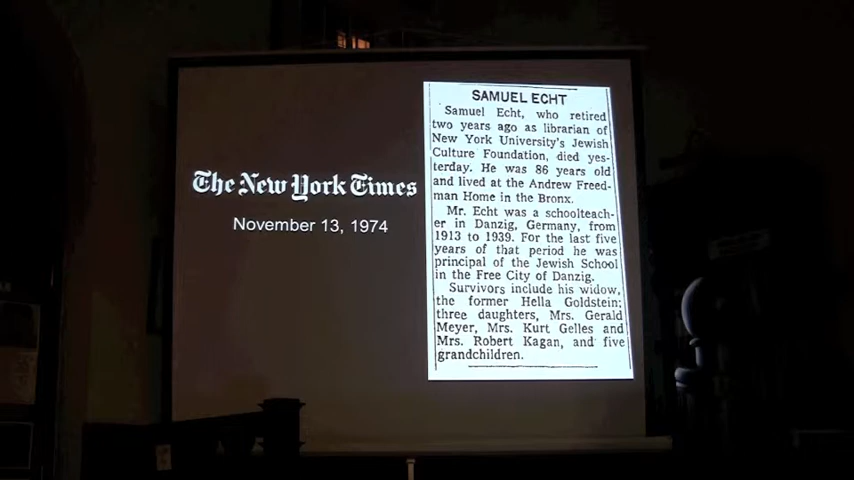 The New York Times
November 13, 1974
SAMUEL ECHT
Samuel Echt, who retired
two years ago as librarian of
New York University's Jewish
Culture Foundation, died yes-
terday. He was 86 years old
and lived at the Andrew Freed-
man Home in the Bronx.
Mr. Echt was a schoolteach-
er in Danzig, Germany, from
1913 to 1939. For the last five
years of that period he was
principal of the Jewish School
in the Free City of Danzig.
Survivors include his widow,
the former Hella Goldstein;
three daughters, Mrs. Gerald
Meyer, Mrs. Kurt Gelles and
Mrs. Robert Kagan, and five
grandchildren.